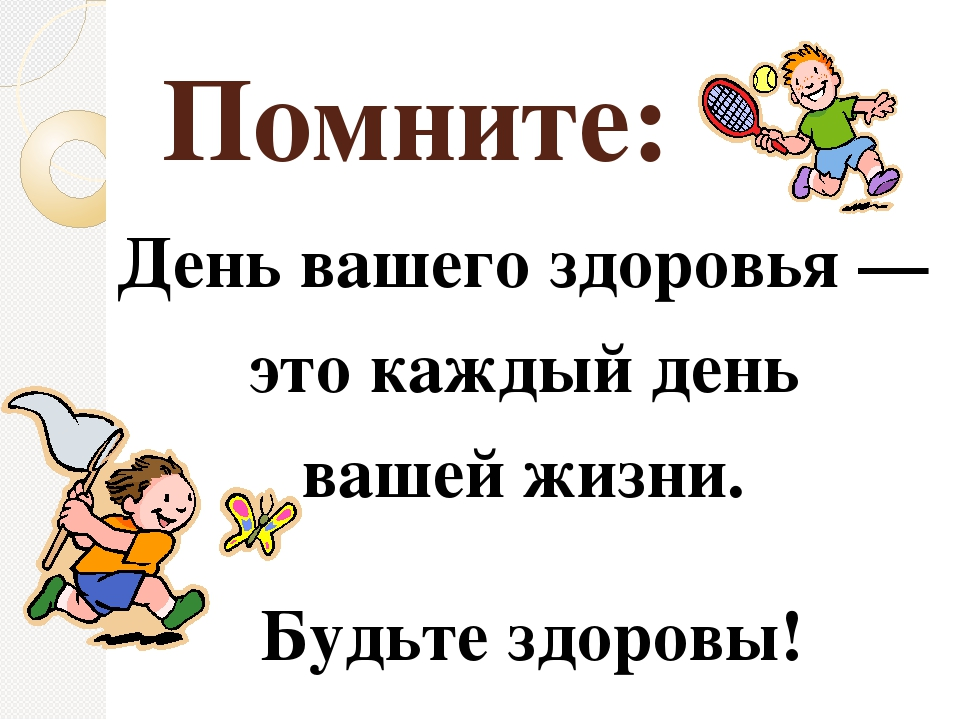 Помните:
День вашего здоровья —
это каждый день
вашей жизни.
Будьте здоровы!